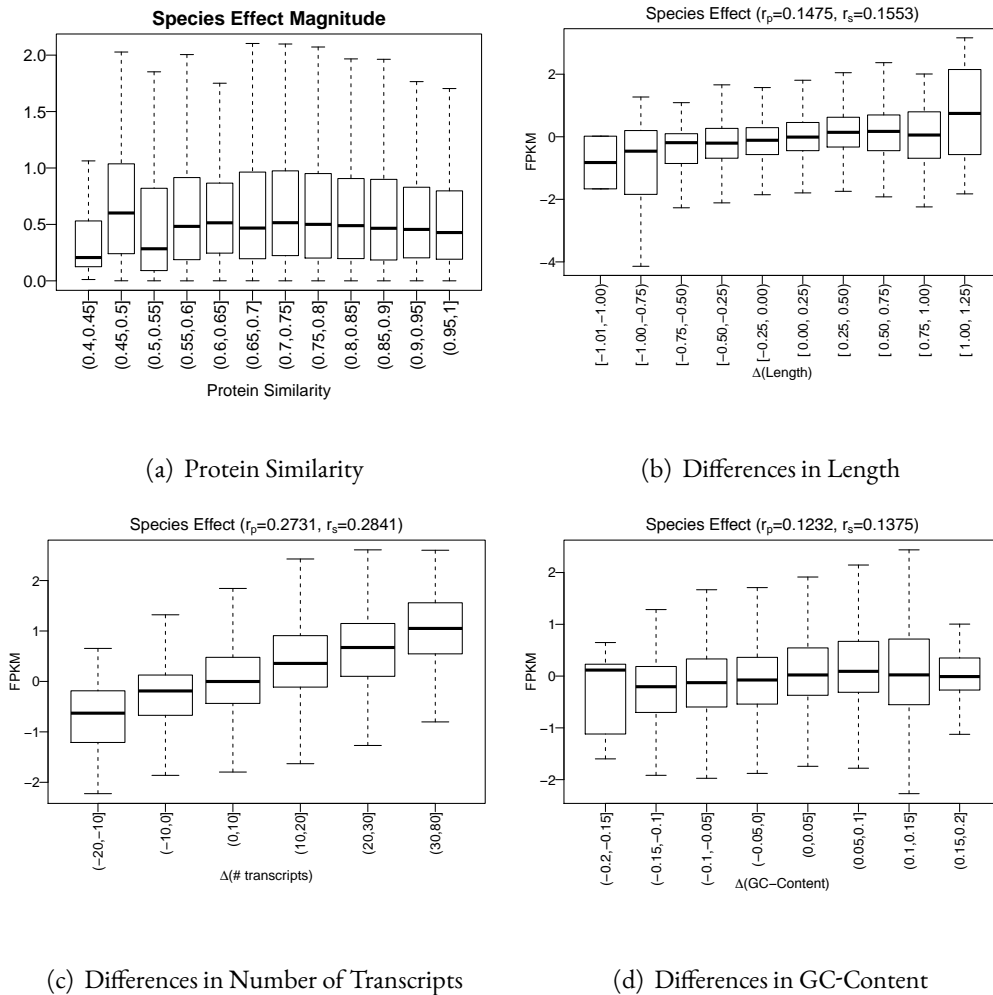 Species Effect Magnitude
2.0
1.5
1.0
0.5
0.0
(0.4,0.45]
(0.45,0.5]
(0.5,0.55]
(0.55,0.6]
(0.6,0.65]
(0.65,0.7]
(0.7,0.75]
(0.75,0.8]
(0.8,0.85]
(0.85,0.9]
(0.9,0.95]
(0.95,1]
Protein Similarity
(a) Protein Similarity
Species Effect (rp=0.1475, rs=0.1553)
FPKM
2
0
−2
−4
[−1.01,−1.00)
[−1.00,−0.75)
[−0.75,−0.50)
[−0.50,−0.25)
[−0.25, 0.00)
[ 0.00, 0.25)
[ 0.25, 0.50)
[ 0.50, 0.75)
[ 0.75, 1.00)
[ 1.00, 1.25)
Δ(Length)
(b) Differences in Length
Species Effect (rp=0.2731, rs=0.2841)
FPKM
2
1
0
−1
−2
(−20,−10]
(−10,0]
(0,10]
(10,20]
(20,30]
(30,80]
Δ(# transcripts)
(c) Differences in Number of Transcripts
Species Effect (rp=0.1232, rs=0.1375)
FPKM
2
1
0
−1
−2
(−0.2,−0.15]
(−0.15,−0.1]
(−0.1,−0.05]
(−0.05,0]
(0,0.05]
(0.05,0.1]
(0.1,0.15]
(0.15,0.2]
Δ(GC−Content)
(d) Differences in GC-Content